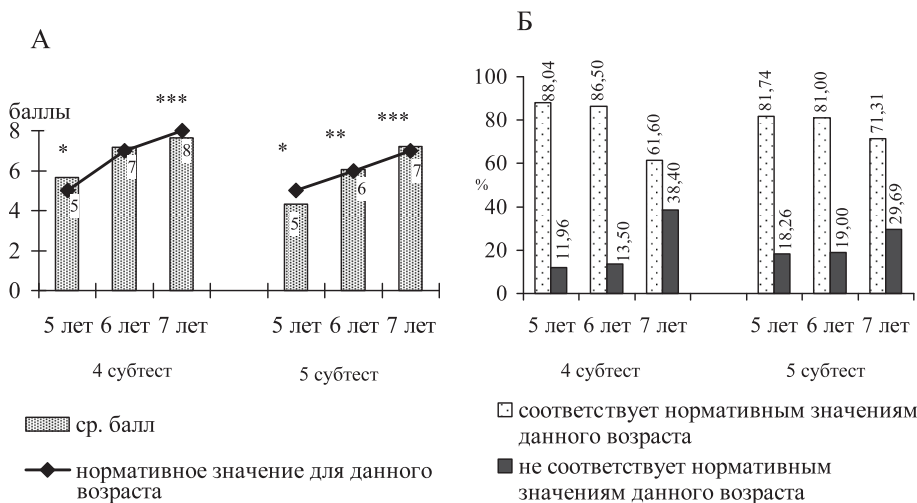 А
баллы
8
6
4
2
0
*
***
*
**
***
5
7
8
5
6
7
5 лет 6 лет 7 лет
5 лет 6 лет 7 лет
4 субтест
5 субтест
ср. балл
нормативное значение для данного
возраста
Б
100
80
60
%
40
20
0
88,04
11,96
86,50
13,50
61,60
38,40
81,74
18,26
81,00
19,00
71,31
29,69
5 лет 6 лет 7 лет
5 лет 6 лет 7 лет
4 субтест
5 субтест
соответствует нормативным значениям
данного возраста
не соответствует нормативным
значениям данного возраста